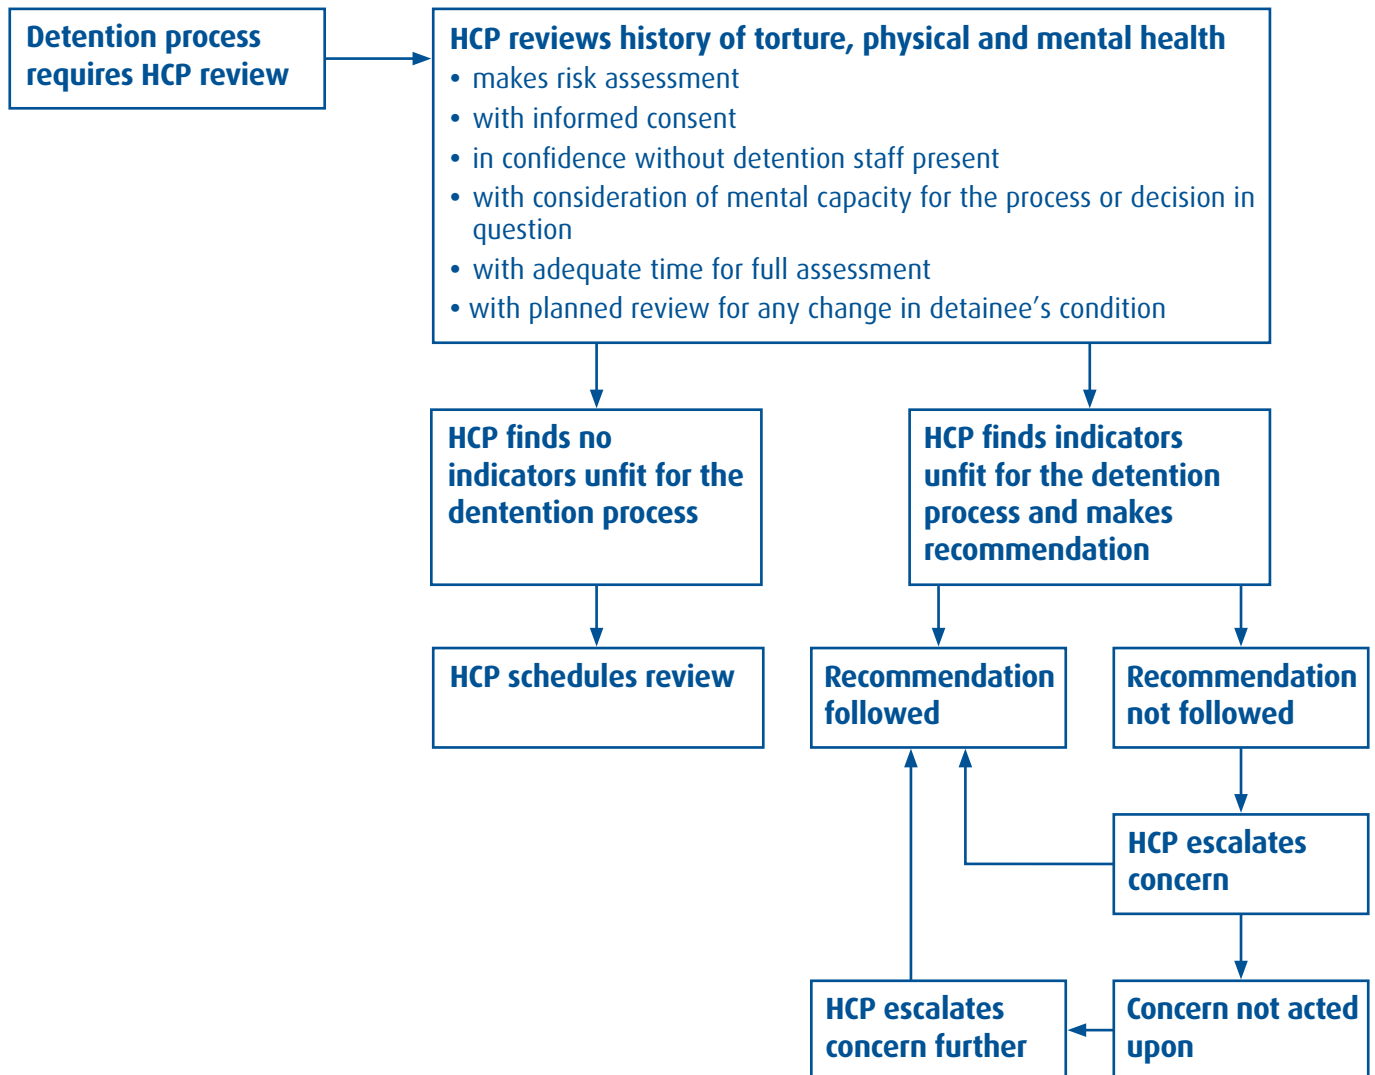 Detention process
requires HCP review
HCP reviews history of torture, physical and mental health
• makes risk assessment
• with informed consent
• in confidence without detention staff present
• with consideration of mental capacity for the process or decision in
question
• with adequate time for full assessment
• with planned review for any change in detainee’s condition
HCP finds no
indicators unfit for the
dentention process
HCP finds indicators
unfit for the detention
process and makes
recommendation
HCP schedules review
Recommendation
followed
Recommendation
not followed
HCP escalates
concern
HCP escalates
concern further
Concern not acted
upon